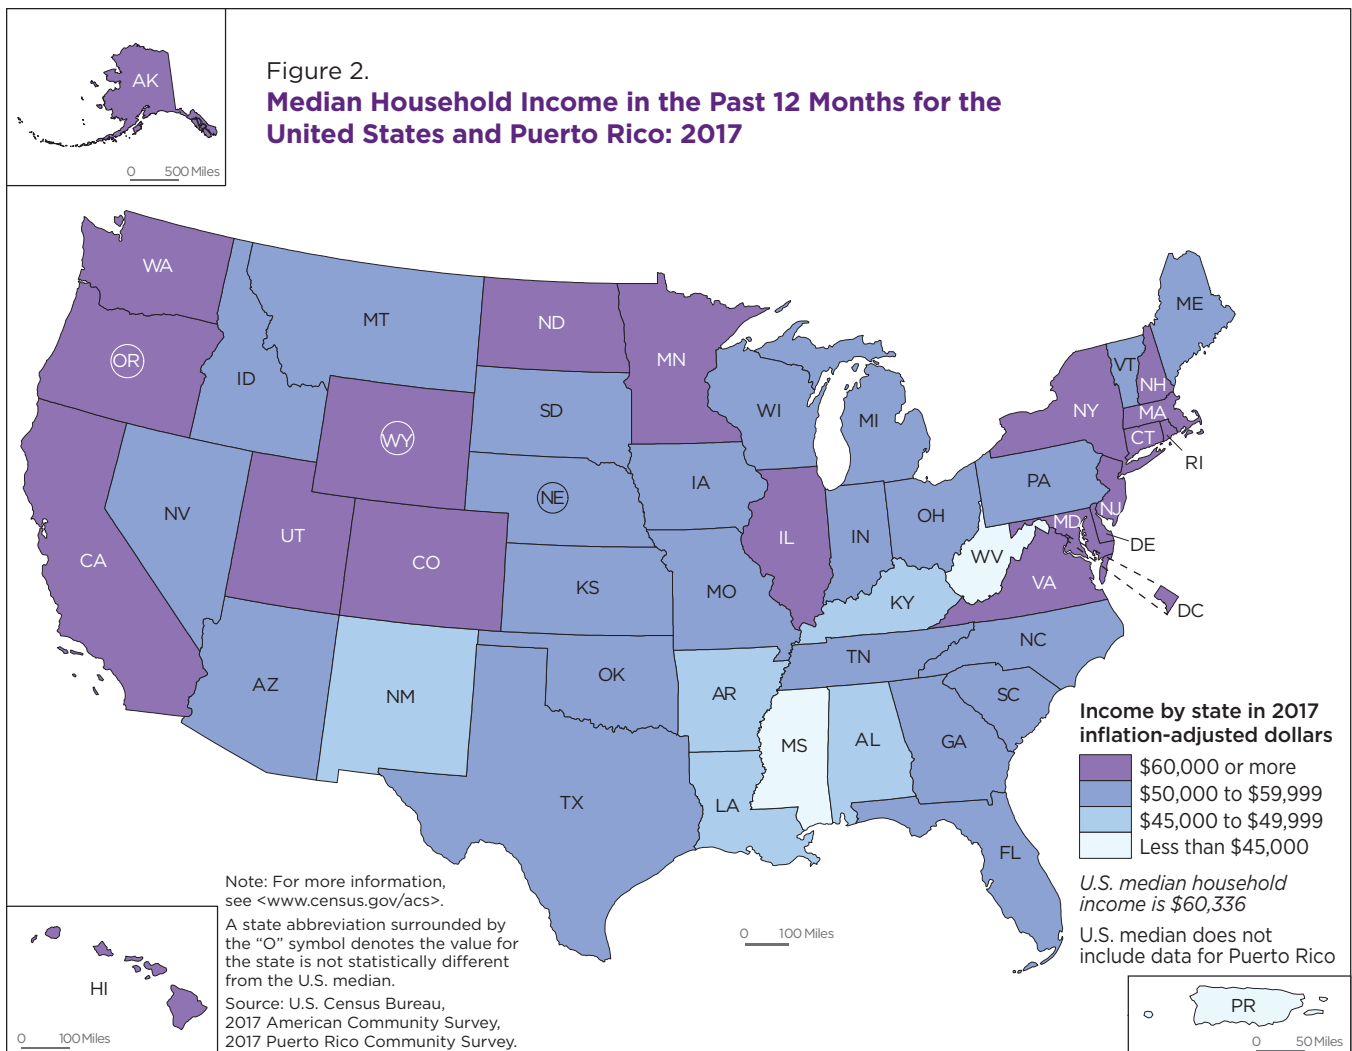 AK
0 500 Miles
Figure 2.
Median Household Income in the Past 12 Months for the
United States and Puerto Rico: 2017
WA
MT
ND
MN
ME
OR
ID
SD
WI
MI
VT
NH
NY
MA
CT
RI
WY
NE
IA
PA
NJ
NV
UT
CO
IL
IN
OH
MD
DE
CA
KS
MO
WV
VA
DC
KY
AZ
NM
OK
AR
TN
NC
SC
MS
AL
GA
TX
LA
FL
Income by state in 2017
inflation-adjusted dollars
$60,000 or more
$50,000 to $59,999
$45,000 to $49,999
Less than $45,000
U.S. median household
income is $60,336
U.S. median does not
include data for Puerto Rico
0 100 Miles
Note: For more information,
see <www.census.gov/acs>.
A state abbreviation surrounded by
the “O” symbol denotes the value for
the state is not statistically different
from the U.S. median.
Source: U.S. Census Bureau,
2017 American Community Survey,
2017 Puerto Rico Community Survey.
HI
0 100 Miles
PR
0 50 Miles